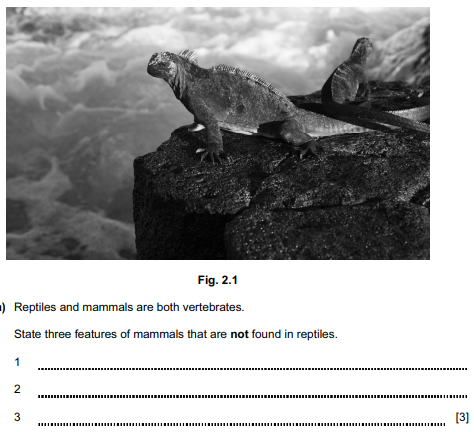 Fig. 2.1
) Reptiles and mammals are both vertebrates.
State three features of mammals that are not found in reptiles.
1
2
3 [3]